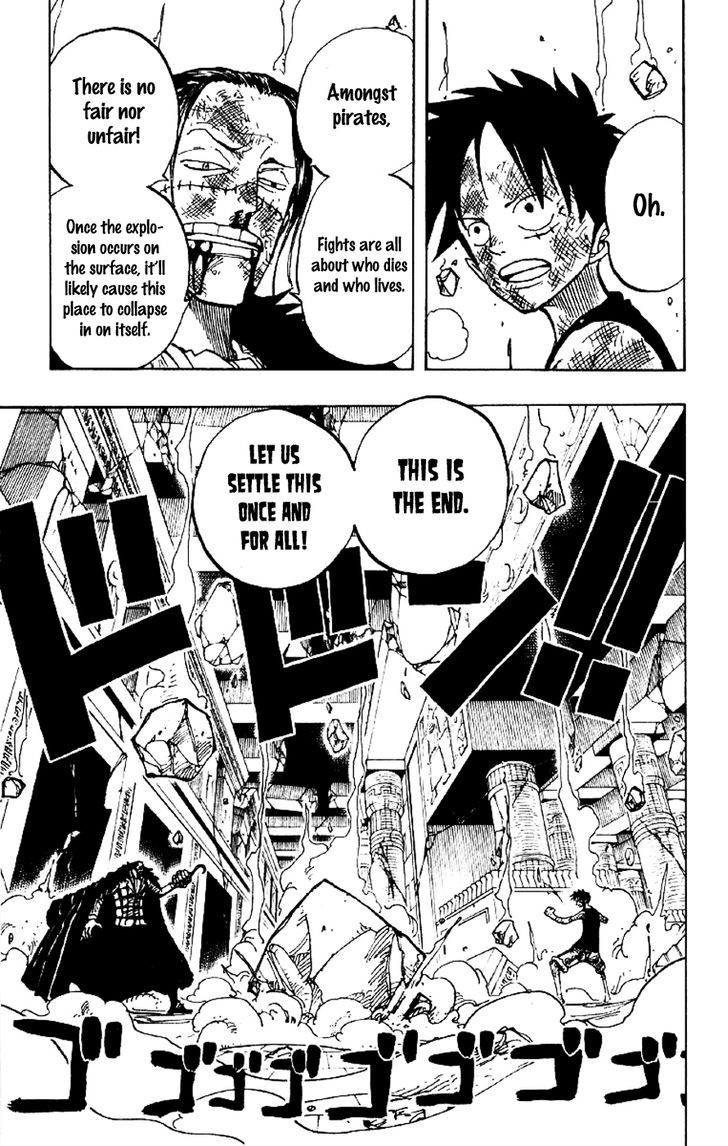 Oh.
Amongst
pirates,
Fights are all
about who dies
and who lives.
There is no
fair nor
unfair!
Once the explo-
sion occurs on
the surface, it'll
likely cause this
place to collapse
in on itself.
THIS IS
THE END.
LET US
SETTLE THIS
ONCE AND
FOR ALL!
ドドーン!!
ゴゴゴゴゴゴゴゴ